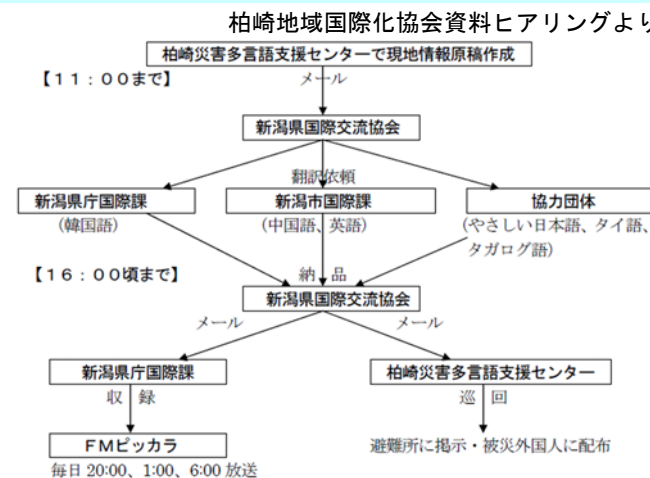 柏崎地域国際化協会資料ヒアリングより
柏崎災害多言語支援センターで現地情報原稿作成
【１１：００まで】
メール
新潟県国際交流協会
翻訳依頼
新潟県庁国際課
新潟市国際課
協力団体
(韓国語)
(中国語、英語)
(やさしい日本語、タイ語、
タガログ語)
【１６：００頃まで】
納 品
新潟県国際交流協会
メール
メール
新潟県庁国際課
柏崎災害多言語支援センター
収 録
巡 回
ＦＭピッカラ
避難所に掲示・被災外国人に配布
毎日 20:00、1:00、6:00 放送